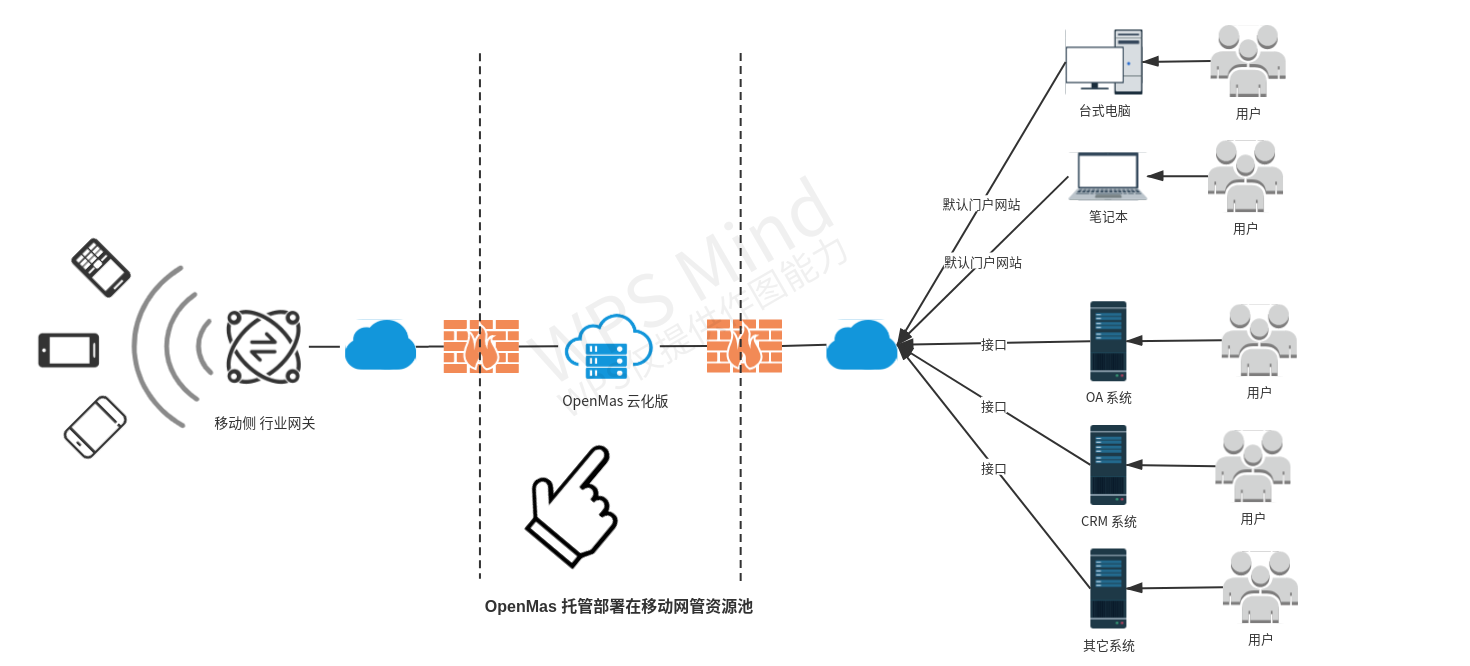 台式电脑
用户
默认门户网站
笔记本
用户
默认门户网站
WPS Mind
WPS仅提供作图能力
接口
OA 系统
用户
OpenMas 云化版
移动侧 行业网关
接口
接口
CRM 系统
用户
OpenMas 托管部署在移动网管资源池
其它系统
用户